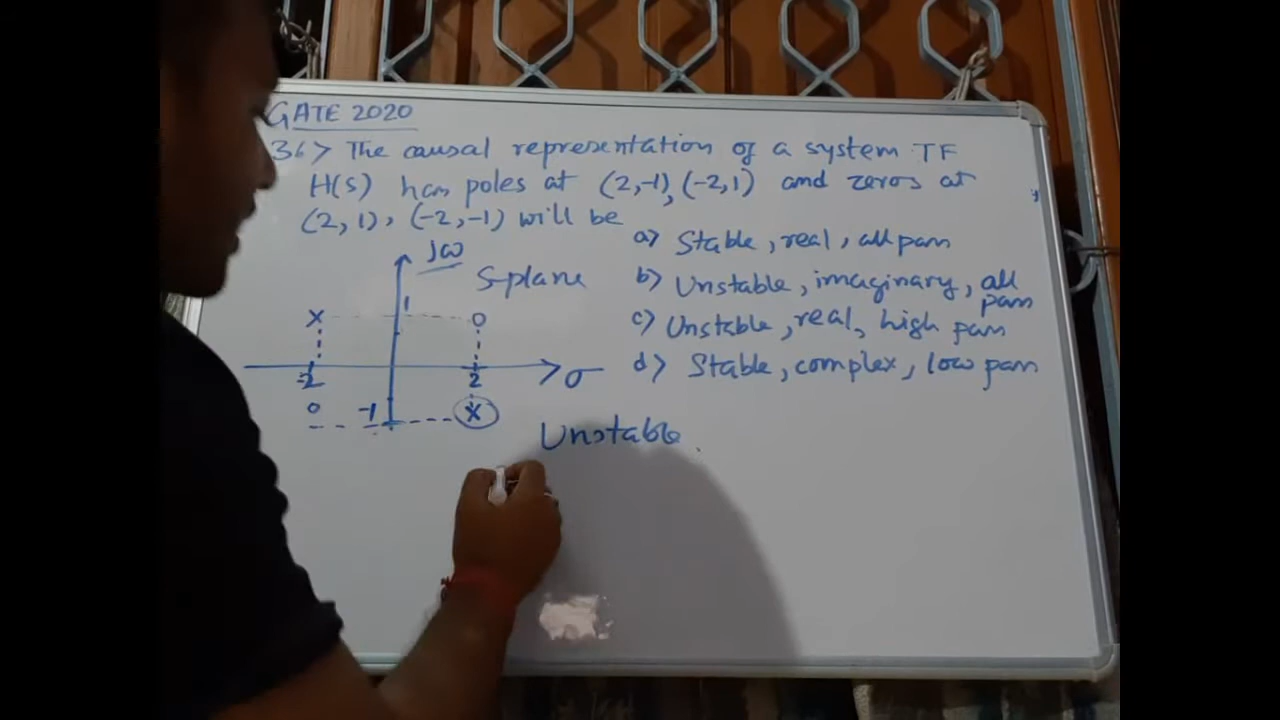 GATE 2020
36> The causal representation of a system TF
H(s) has poles at (2,-1), (-2,1) and zeros at
(2,1), (-2,-1) will be
a) Stable, real, all pass
b) Unstable, imaginary, all
pass
c) Unstable, real, high pass
d) Stable, complex, low pass
jω
S-plane
X
1
O
-2
2
σ
O
-1
X
Unstable